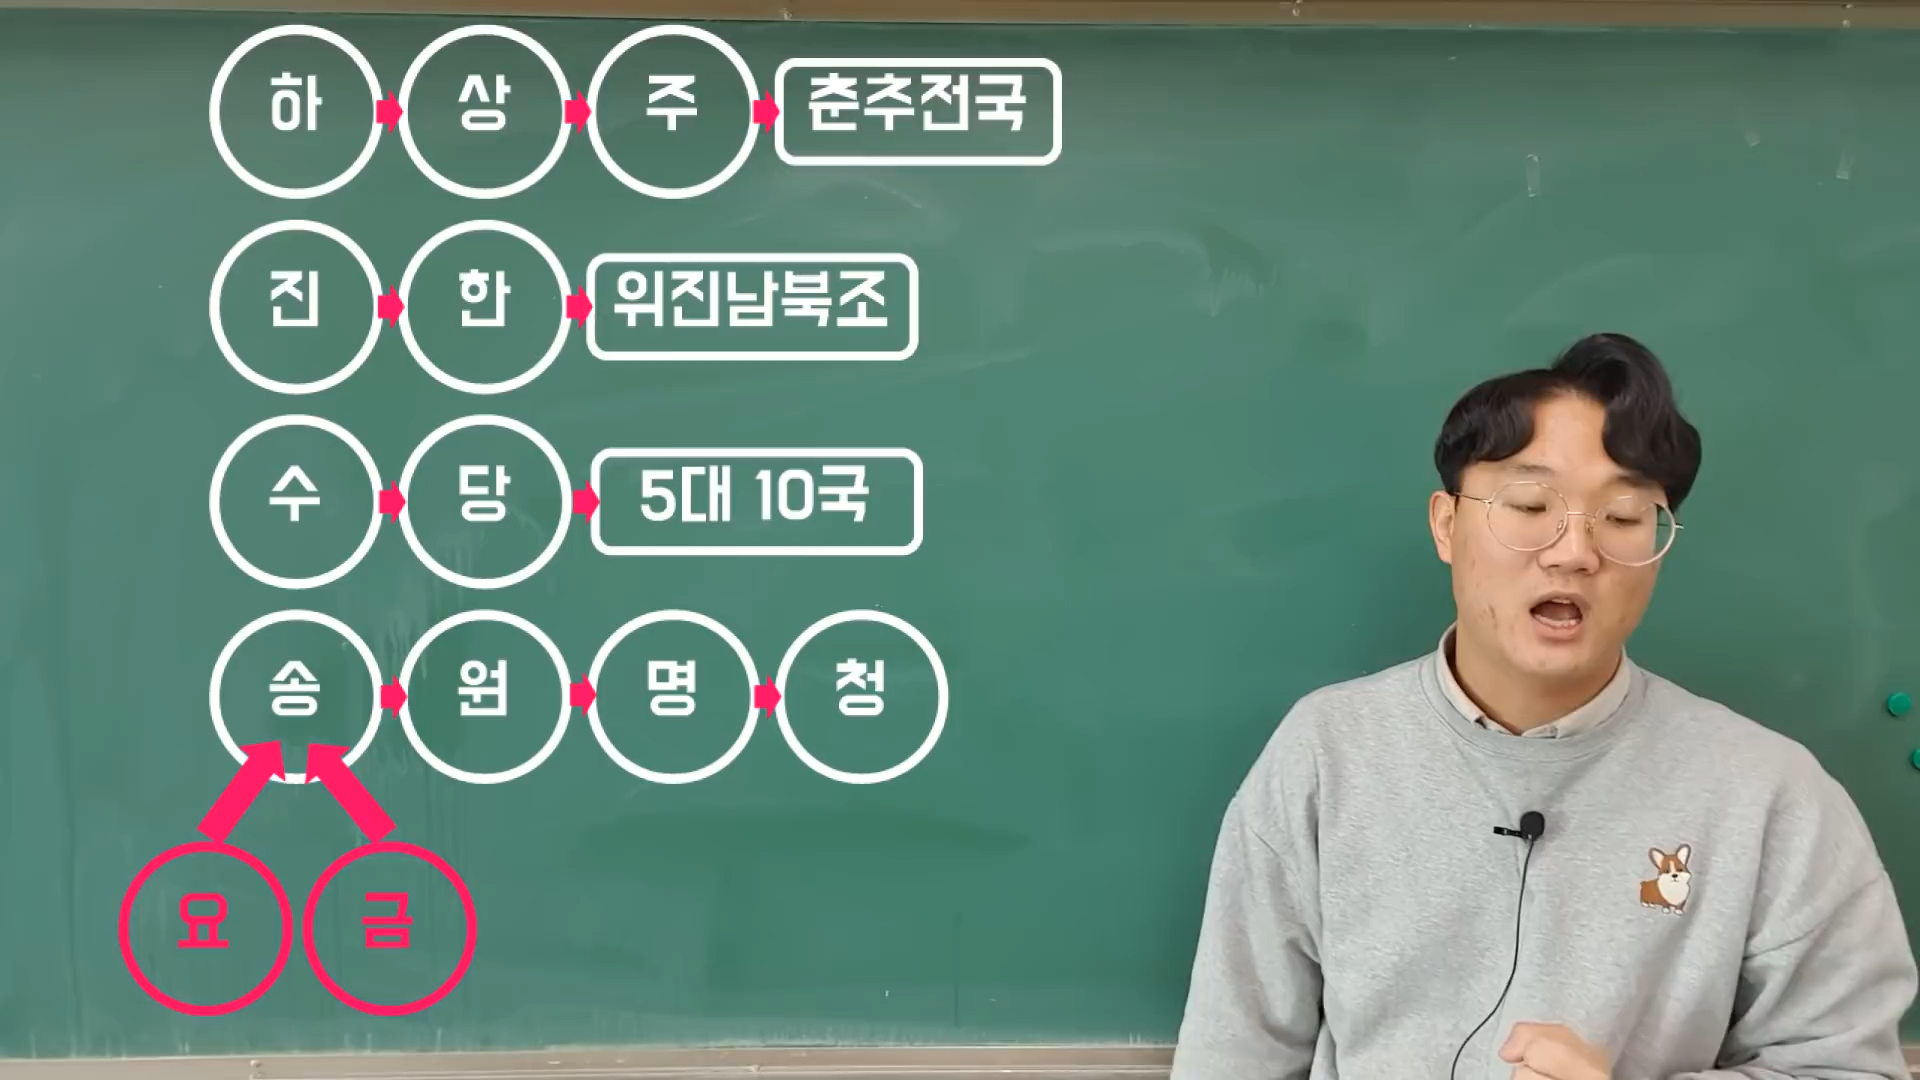 하 상 주 춘추전국
진 한 위진남북조
수 당 5대 10국
송 원 명 청
요 금